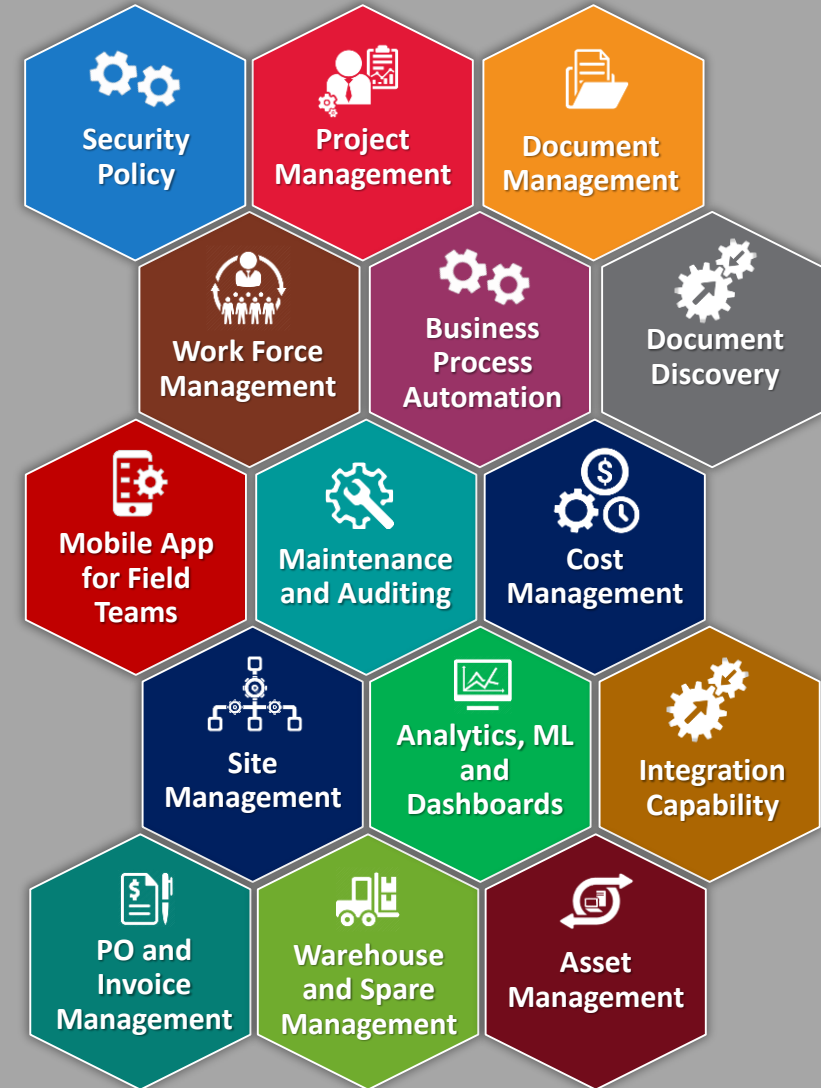 Security
Policy
Project
Management
Document
Management
Work Force
Management
Business
Process
Automation
Document
Discovery
Mobile App
for Field
Teams
Maintenance
and Auditing
$
Cost
Management
Site
Management
Analytics, ML
and
Dashboards
Integration
Capability
$
PO and
Invoice
Management
Warehouse
and Spare
Management
Asset
Management